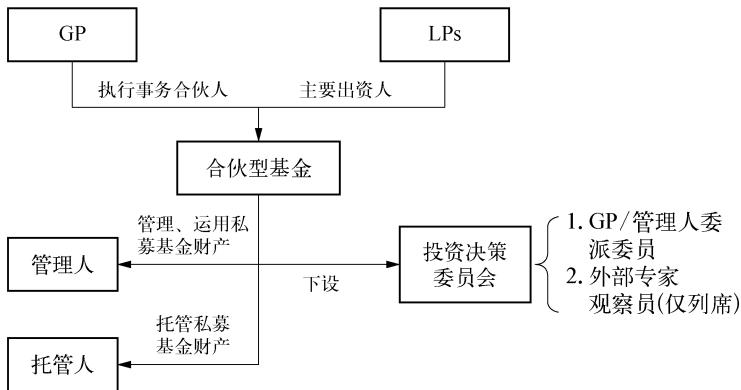 GP
LPs
执行事务合伙人
主要出资人
合伙型基金
管理、运用私
募基金财产
管理人
下设
投资决策
委员会
1. GP/管理人委
派委员
2. 外部专家
观察员(仅列席)
托管私募
基金财产
托管人